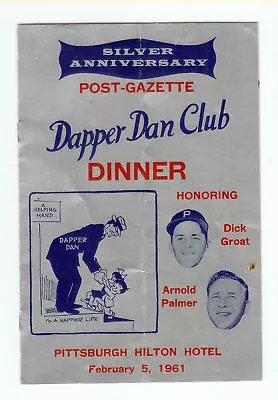 SILVER
ANNIVERSARY
POST-GAZETTE
Dapper Dan Club
DINNER
HONORING
A
HELPING
HAND
DAPPER
DAN
TO A HAPPIER LIFE
P
Dick
Groat
Arnold
Palmer
PITTSBURGH HILTON HOTEL
February 5, 1961